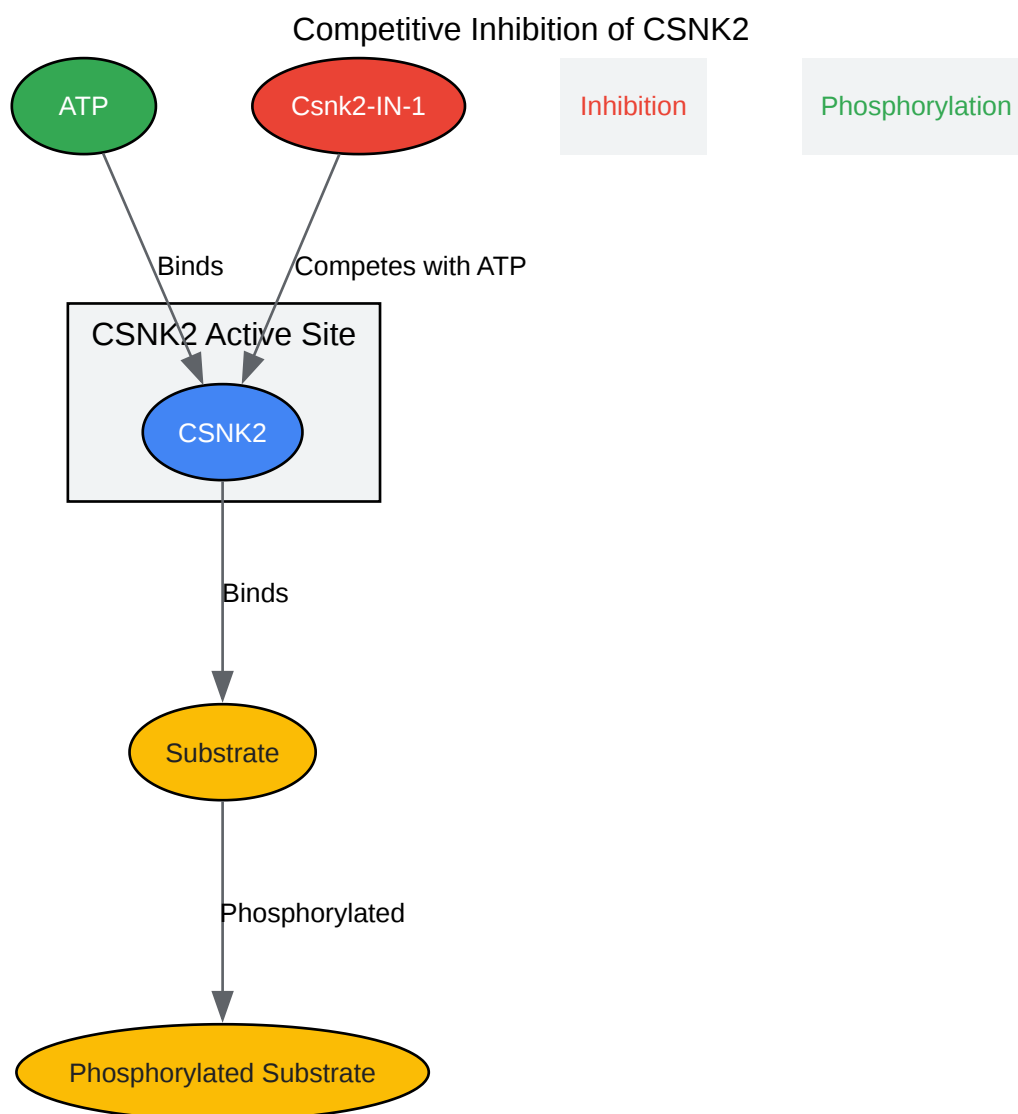 Competitive Inhibition of CSNK2
ATP
Csnk2-IN-1
Inhibition
Phosphorylation
Binds
Competes with ATP
CSNK2 Active Site
CSNK2
Binds
Substrate
Phosphorylated
Phosphorylated Substrate